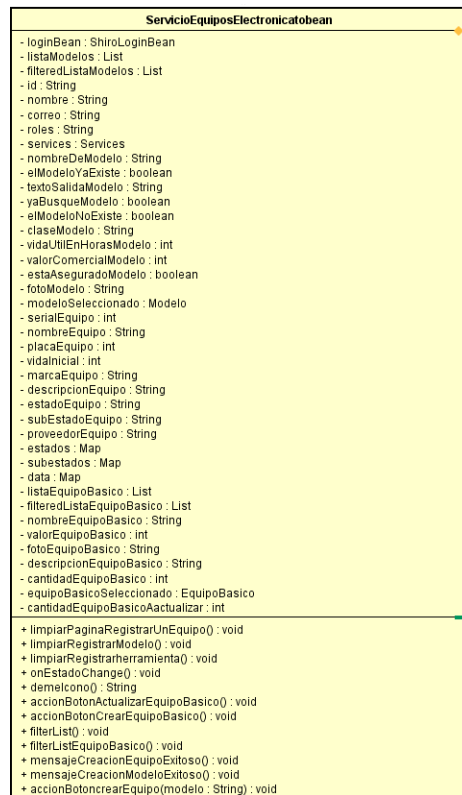 ServicioEquiposElectronicatobean
- loginBean : ShiroLoginBean
- listaModelos : List
- filteredListaModelos : List
- id : String
- nombre : String
- correo : String
- roles : String
- services : Services
- nombreDeModelo : String
- elModeloYaExiste : boolean
- textoSalidaModelo : String
- yaBusqueModelo : boolean
- elModeloNoExiste : boolean
- claseModelo : String
- vidaUtilEnHorasModelo : int
- valorComercialModelo : int
- estaAseguradoModelo : boolean
- fotoModelo : String
- modeloSeleccionado : Modelo
- serialEquipo : int
- nombreEquipo : String
- placaEquipo : int
- vidaInicial : int
- marcaEquipo : String
- descripcionEquipo : String
- estadoEquipo : String
- subEstadoEquipo : String
- proveedorEquipo : String
- estados : Map
- subestados : Map
- data : Map
- listaEquipoBasico : List
- filteredListaEquipoBasico : List
- nombreEquipoBasico : String
- valorEquipoBasico : int
- fotoEquipoBasico : String
- descripcionEquipoBasico : String
- cantidadEquipoBasico : int
- equipoBasicoSeleccionado : EquipoBasico
- cantidadEquipoBasicoAactualizar : int
+ limpiarPaginaRegistrarUnEquipo() : void
+ limpiarRegistrarModelo() : void
+ limpiarRegistrarherramienta() : void
+ onEstadoChange() : void
+ demeIcono() : String
+ accionBotonActualizarEquipoBasico() : void
+ accionBotonCrearEquipoBasico() : void
+ filterList() : void
+ filterListEquipoBasico() : void
+ mensajeCreacionEquipoExitoso() : void
+ mensajeCreacionModeloExitoso() : void
+ accionBotoncrearEquipo(modelo : String) : void